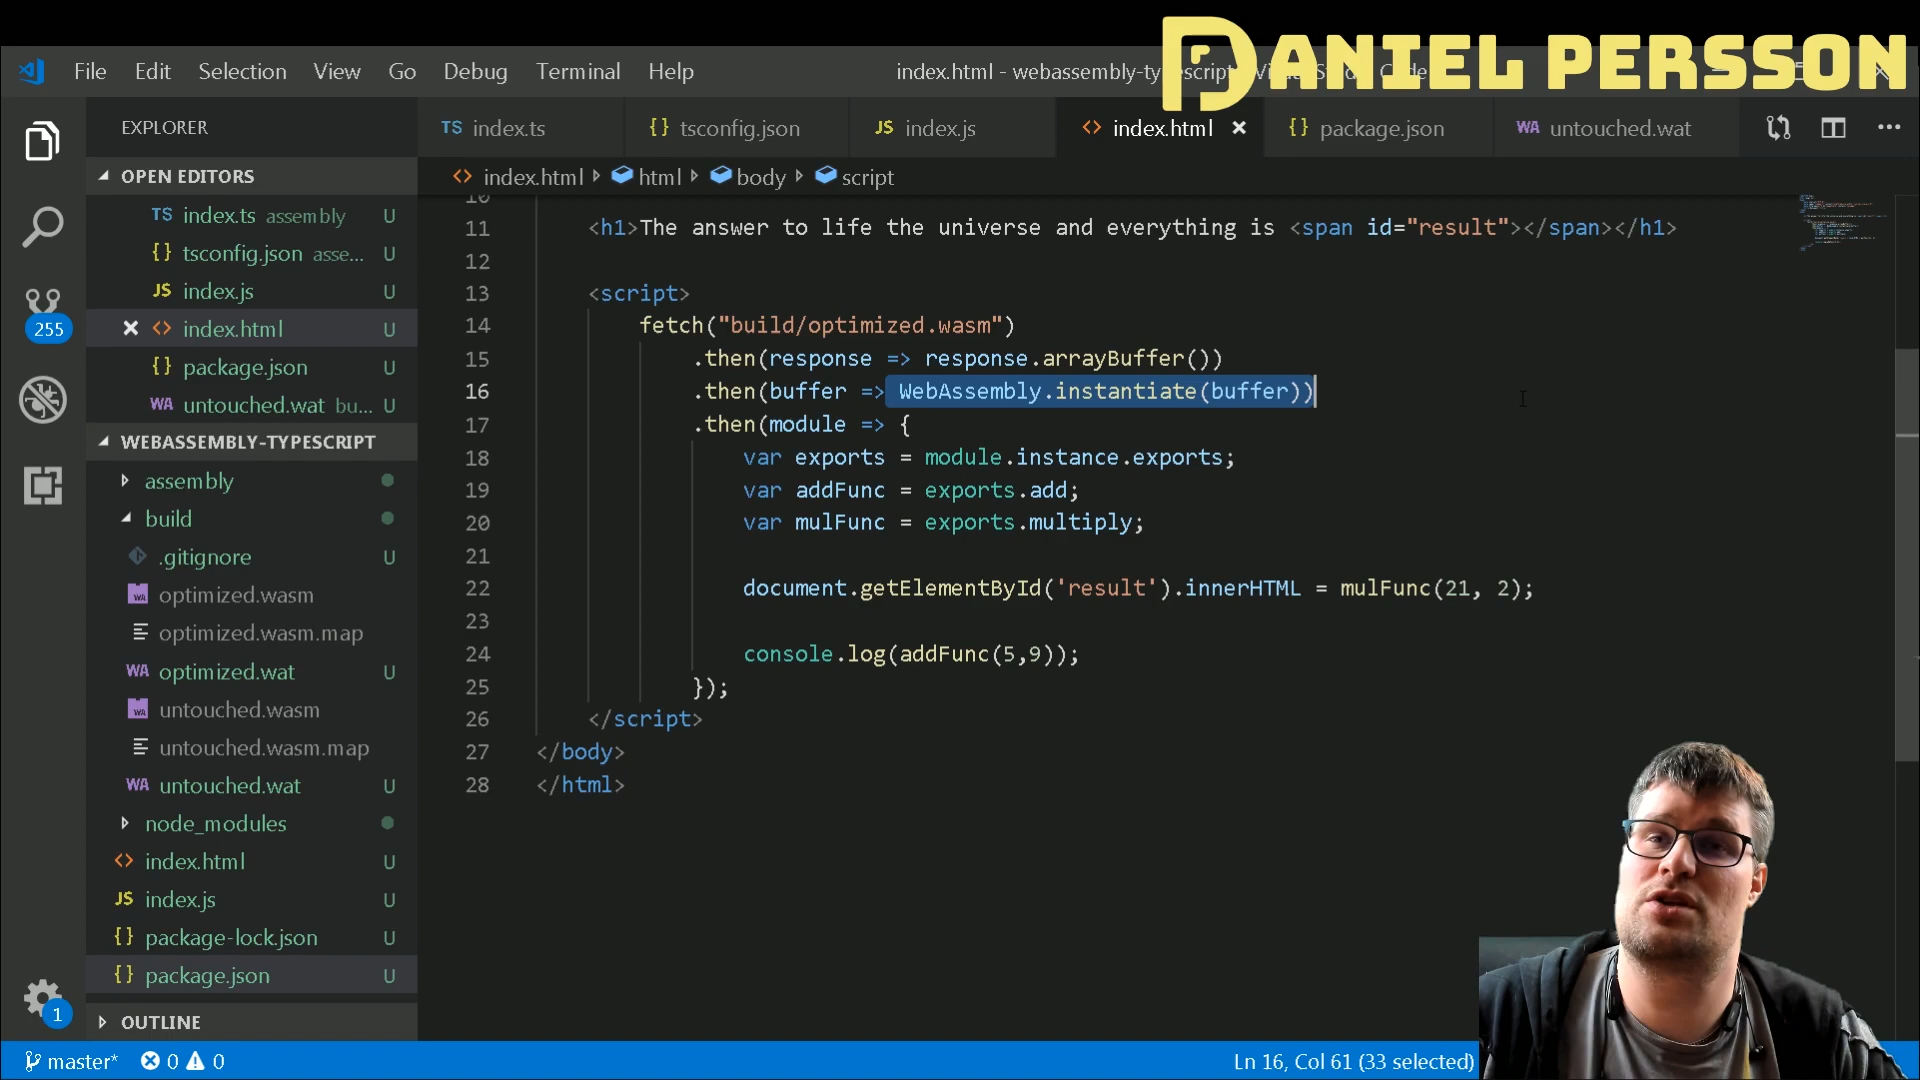 DANIEL PERSSON
File Edit Selection View Go Debug Terminal Help
index.html - webassembly-typescript
EXPLORER
TS index.ts
{} tsconfig.json
JS index.js
<> index.html
{} package.json
WA untouched.wat
<> index.html html body script
OPEN EDITORS
TS index.ts assembly U
{} tsconfig.json asse... U
JS index.js U
<> index.html U
{} package.json U
WA untouched.wat bu... U
WEBASSEMBLY-TYPESCRIPT
assembly
build
.gitignore U
optimized.wasm
optimized.wasm.map
WA optimized.wat U
untouched.wasm
untouched.wasm.map
WA untouched.wat U
node_modules
<> index.html U
JS index.js U
{} package-lock.json U
{} package.json U
OUTLINE
255
1
10
11 <h1>The answer to life the universe and everything is <span id="result"></span></h1>
12
13 <script>
14 fetch("build/optimized.wasm")
15 .then(response => response.arrayBuffer())
16 .then(buffer => WebAssembly.instantiate(buffer))
17 .then(module => {
18 var exports = module.instance.exports;
19 var addFunc = exports.add;
20 var mulFunc = exports.multiply;
21
22 document.getElementById('result').innerHTML = mulFunc(21, 2);
23
24 console.log(addFunc(5,9));
25 });
26 </script>
27 </body>
28 </html>
master* 0 0
Ln 16, Col 61 (33 selected)